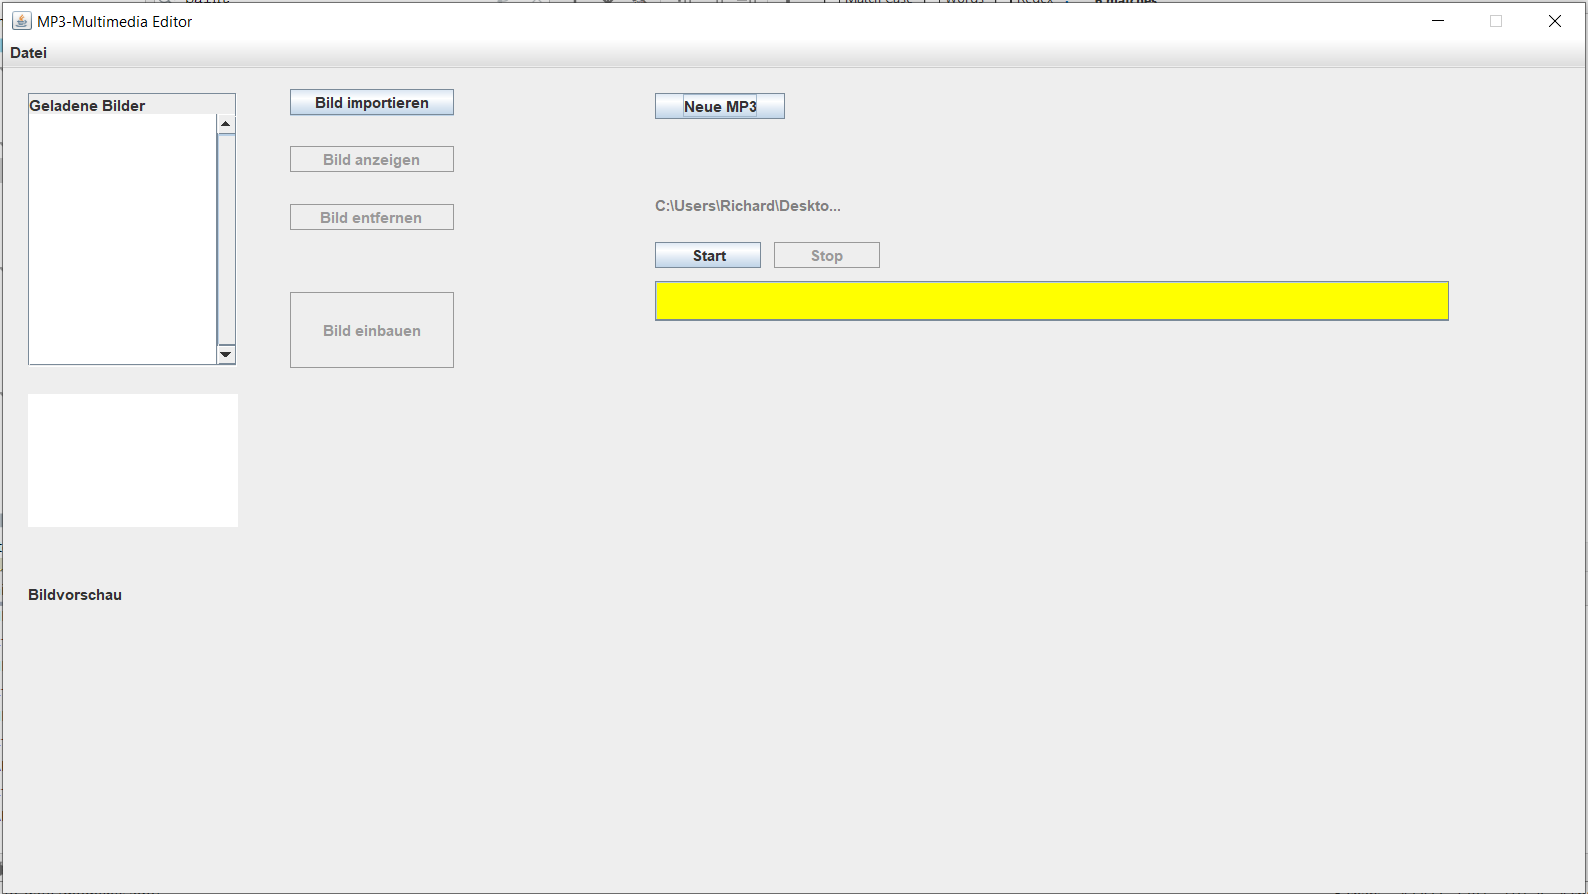 MP3-Multimedia Editor
Datei
Geladene Bilder
Bild importieren
Neue MP3
Bild anzeigen
C:\Users\Richard\Deskto...
Bild entfernen
Start
Stop
Bild einbauen
Bildvorschau